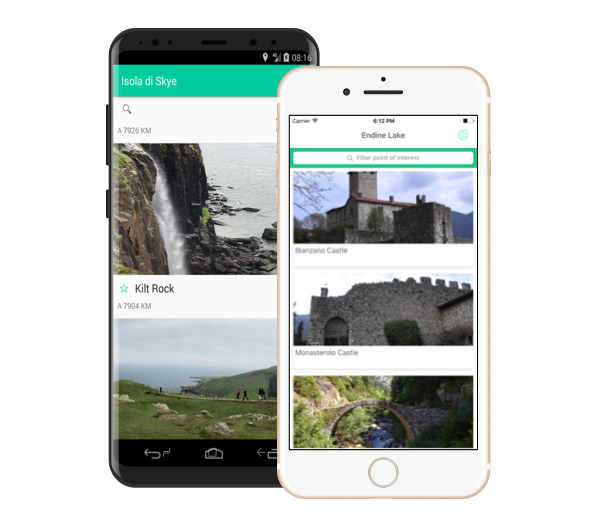 08:16
Isola di Skye
A 7926 KM
Kilt Rock
A 7904 KM
Carrier
6:12 PM
Endine Lake
Filter point of interest
Bianzano Castle
Monasterolo Castle